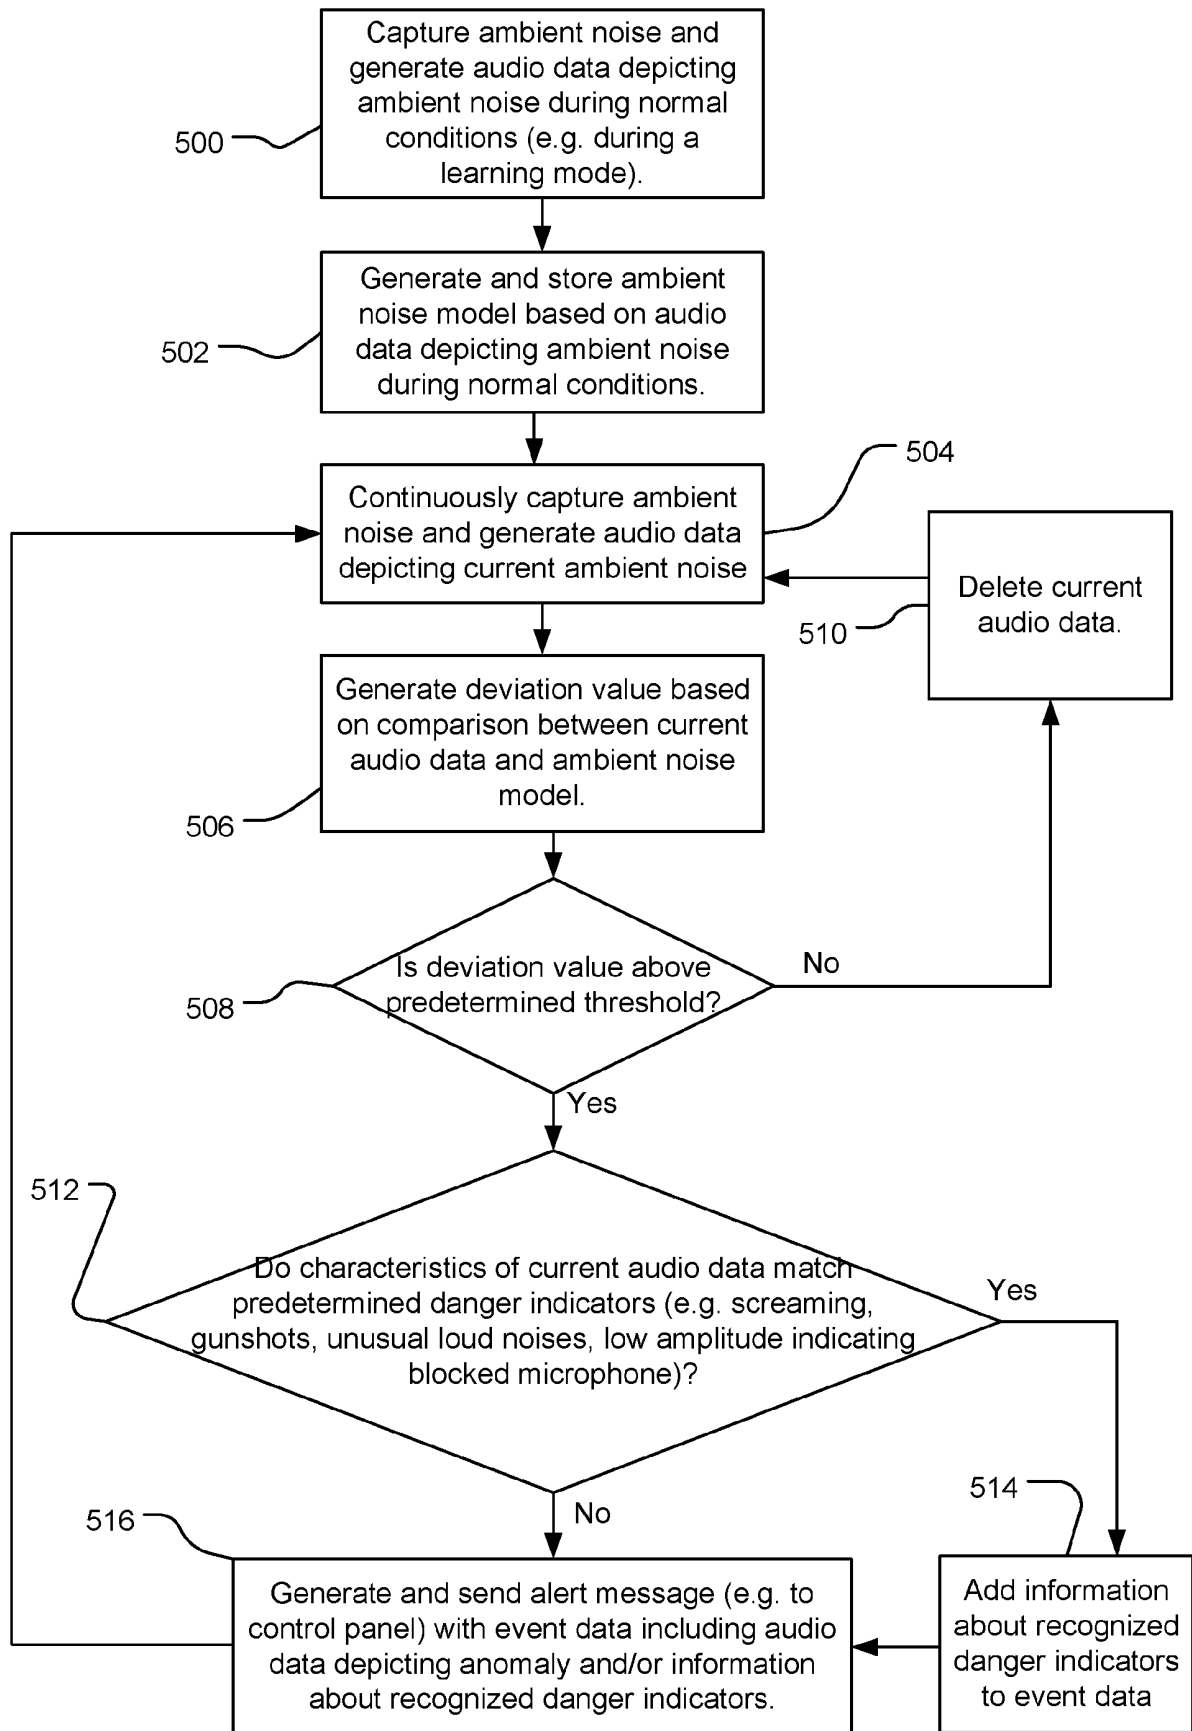 Capture ambient noise and
generate audio data depicting
ambient noise during normal
conditions (e.g. during a
learning mode).
500
Generate and store ambient
noise model based on audio
data depicting ambient noise
during normal conditions.
502
504
Continuously capture ambient
noise and generate audio data
depicting current ambient noise
Delete current
audio data.
510
Generate deviation value based
on comparison between current
audio data and ambient noise
model.
506
Is deviation value above
predetermined threshold?
No
508
Yes
512
Do characteristics of current audio data match
predetermined danger indicators (e.g. screaming,
gunshots, unusual loud noises, low amplitude indicating
blocked microphone)?
Yes
No
514
516
Generate and send alert message (e.g. to
control panel) with event data including audio
data depicting anomaly and/or information
about recognized danger indicators.
Add information
about recognized
danger indicators
to event data